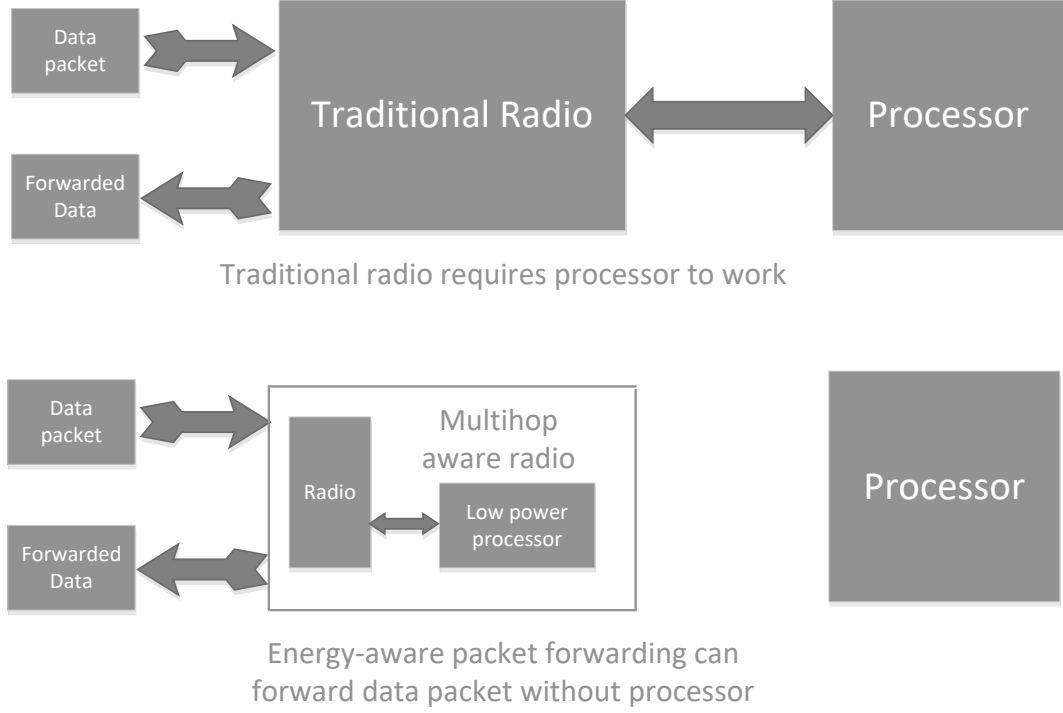 Data
packet
Traditional Radio
Processor
Forwarded
Data
Traditional radio requires processor to work
Data
packet
Multihop
aware radio
Radio
Low power
processor
Processor
Forwarded
Data
Energy-aware packet forwarding can
forward data packet without processor